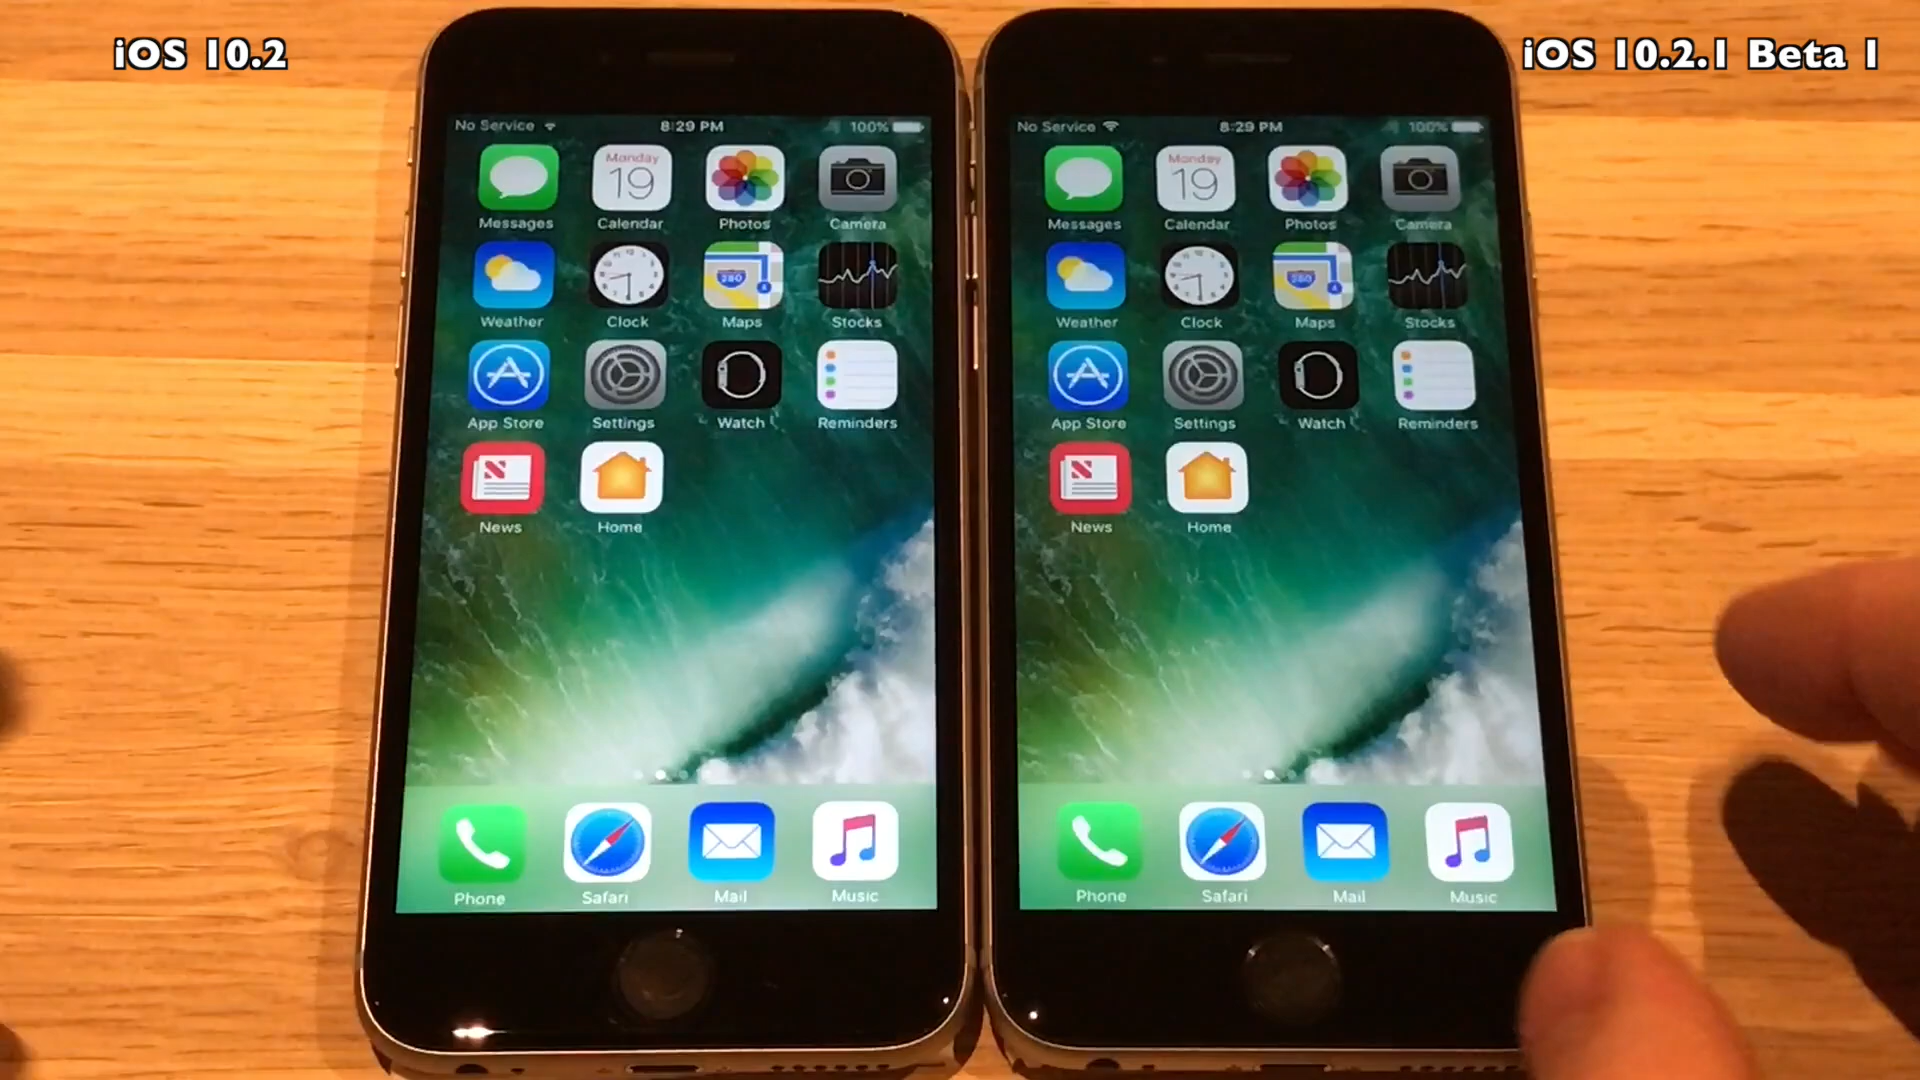 iOS 10.2
iOS 10.2.1 Beta 1
No Service 8:29 PM 100%
Monday
19
Messages Calendar Photos Camera
280
Weather Clock Maps Stocks
App Store Settings Watch Reminders
News Home
Phone Safari Mail Music
No Service 8:29 PM 100%
Monday
19
Messages Calendar Photos Camera
280
Weather Clock Maps Stocks
App Store Settings Watch Reminders
News Home
Phone Safari Mail Music